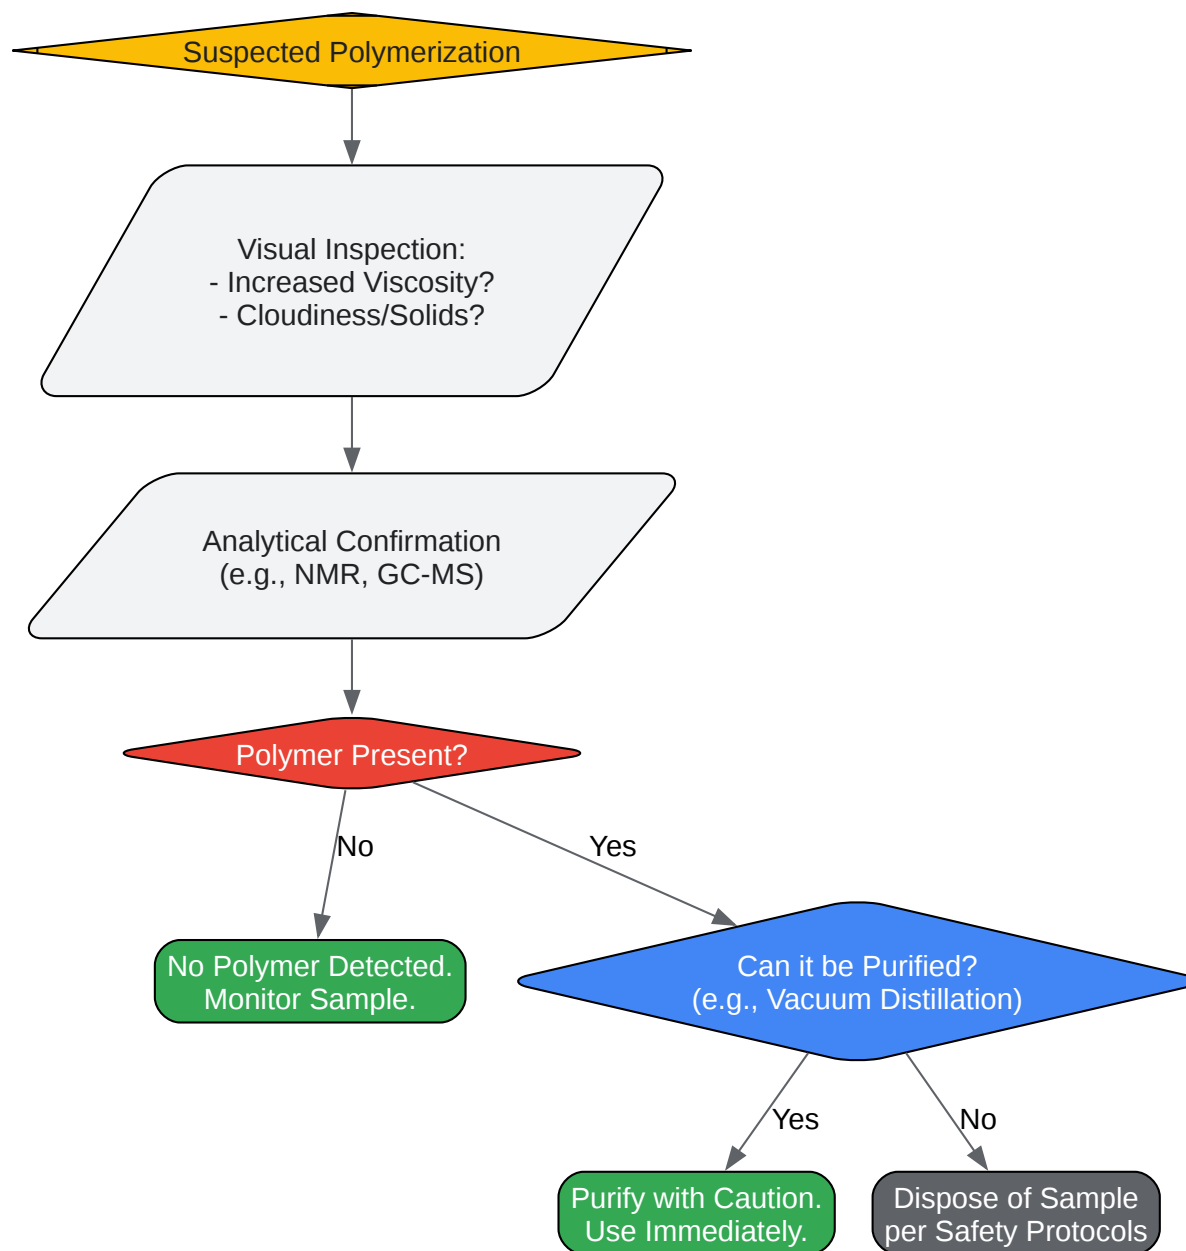 Suspected Polymerization
Visual Inspection:
- Increased Viscosity?
- Cloudiness/Solids?
Analytical Confirmation
(e.g., NMR, GC-MS)
Polymer Present?
No
Yes
No Polymer Detected.
Monitor Sample.
Can it be Purified?
(e.g., Vacuum Distillation)
Yes
No
Purify with Caution.
Use Immediately.
Dispose of Sample
per Safety Protocols